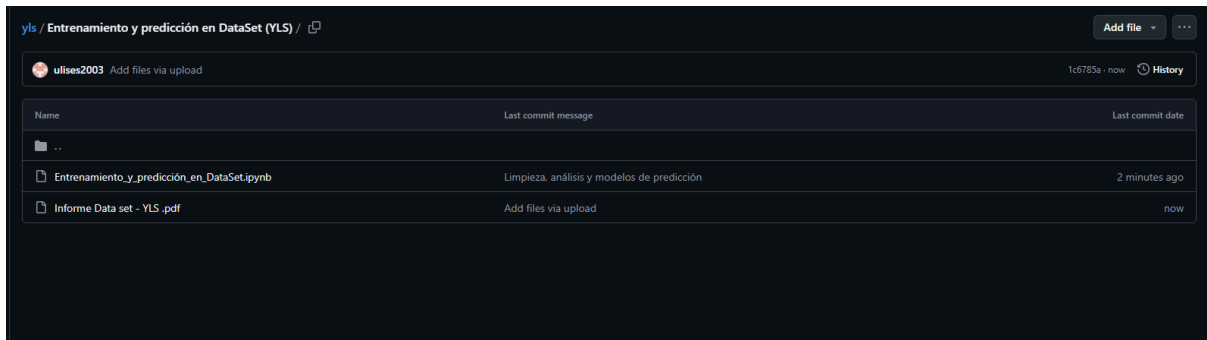 yls / Entrenamiento y predicción en DataSet (YLS) / Add file
ulises2003 Add files via upload 1c6785a · now History
Name Last commit message Last commit date
..
Entrenamiento_y_predicción_en_DataSet.ipynb Limpieza, análisis y modelos de predicción 2 minutes ago
Informe Data set - YLS .pdf Add files via upload now